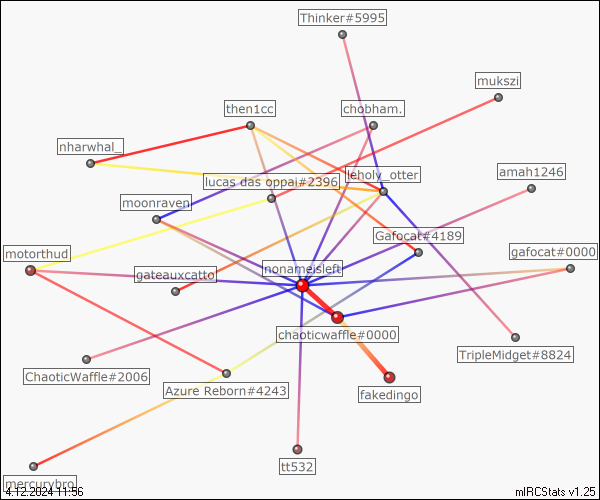 Thinker#5995
mukszi
then1cc
chobham.
nharwhal_
amah1246
leholy_otter
lucas das oppai#2396
moonraven
Gafocat#4189
motorthud
gafocat#0000
nonameisleft
gateauxcatto
chaoticwaffle#0000
TripleMidget#8824
ChaoticWaffle#2006
Azure Reborn#4243
fakedingo
tt532
mercurybro
4.12.2024 11:56
mIRCStats v1.25